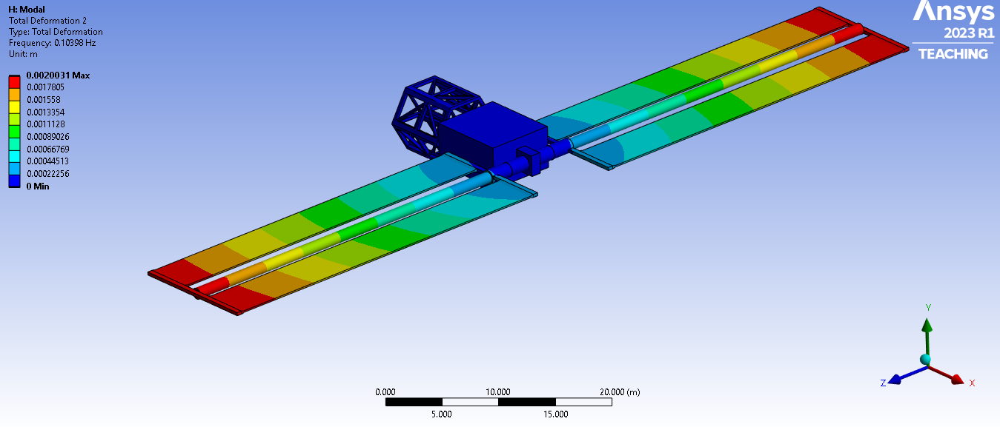 H: Modal
Total Deformation 2
Type: Total Deformation
Frequency: 0.10398 Hz
Unit: m
0.0020031 Max
0.0017805
0.001558
0.0013354
0.0011128
0.00089026
0.00066769
0.00044513
0.00022256
0 Min
Ansys
2023 R1
TEACHING
Y
Z
X
0.000 10.000 20.000 (m)
5.000 15.000